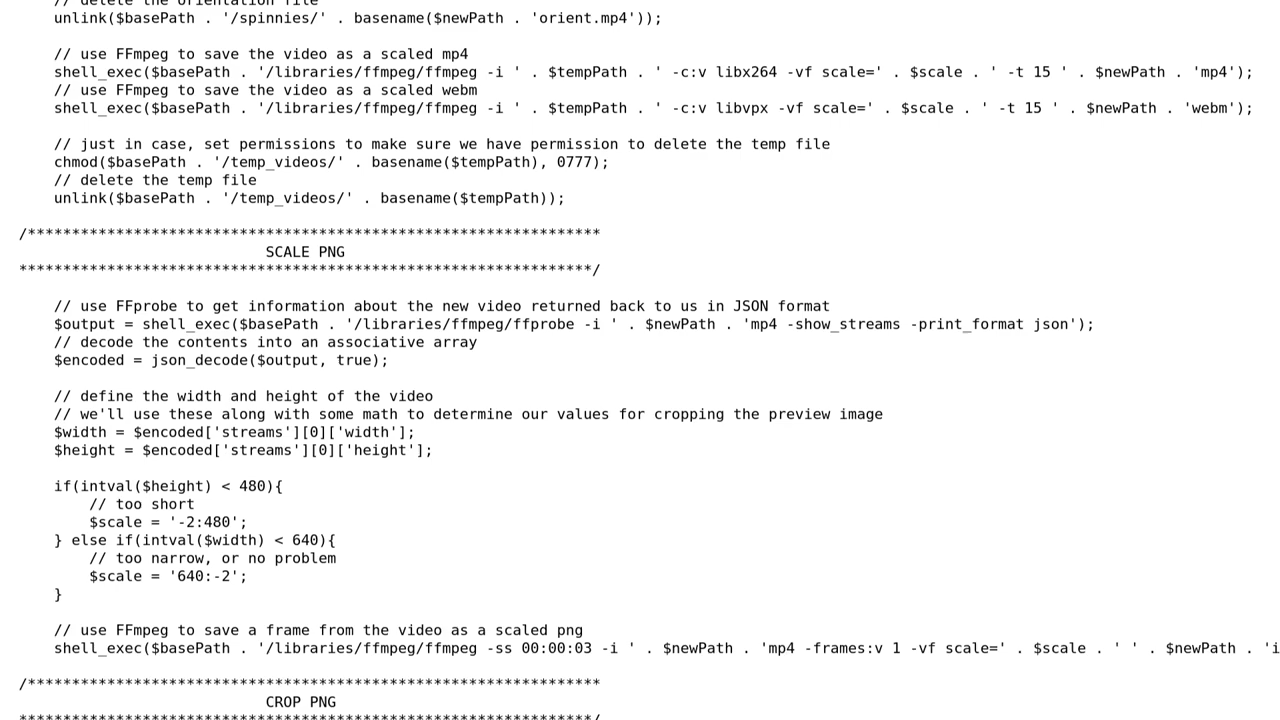 // delete the orientation file
unlink($basePath . '/spinnies/' . basename($newPath . 'orient.mp4'));
// use FFmpeg to save the video as a scaled mp4
shell_exec($basePath . '/libraries/ffmpeg/ffmpeg -i ' . $tempPath . ' -c:v libx264 -vf scale=' . $scale . ' -t 15 ' . $newPath . 'mp4');
// use FFmpeg to save the video as a scaled webm
shell_exec($basePath . '/libraries/ffmpeg/ffmpeg -i ' . $tempPath . ' -c:v libvpx -vf scale=' . $scale . ' -t 15 ' . $newPath . 'webm');
// just in case, set permissions to make sure we have permission to delete the temp file
chmod($basePath . '/temp_videos/' . basename($tempPath), 0777);
// delete the temp file
unlink($basePath . '/temp_videos/' . basename($tempPath));
/*****************************************************************
SCALE PNG
*****************************************************************/
// use FFprobe to get information about the new video returned back to us in JSON format
$output = shell_exec($basePath . '/libraries/ffmpeg/ffprobe -i ' . $newPath . 'mp4 -show_streams -print_format json');
// decode the contents into an associative array
$encoded = json_decode($output, true);
// define the width and height of the video
// we'll use these along with some math to determine our values for cropping the preview image
$width = $encoded['streams'][0]['width'];
$height = $encoded['streams'][0]['height'];
if(intval($height) < 480){
// too short
$scale = '-2:480';
} else if(intval($width) < 640){
// too narrow, or no problem
$scale = '640:-2';
}
// use FFmpeg to save a frame from the video as a scaled png
shell_exec($basePath . '/libraries/ffmpeg/ffmpeg -ss 00:00:03 -i ' . $newPath . 'mp4 -frames:v 1 -vf scale=' . $scale . ' ' . $newPath . 'i
/*****************************************************************
CROP PNG
*****************************************************************/